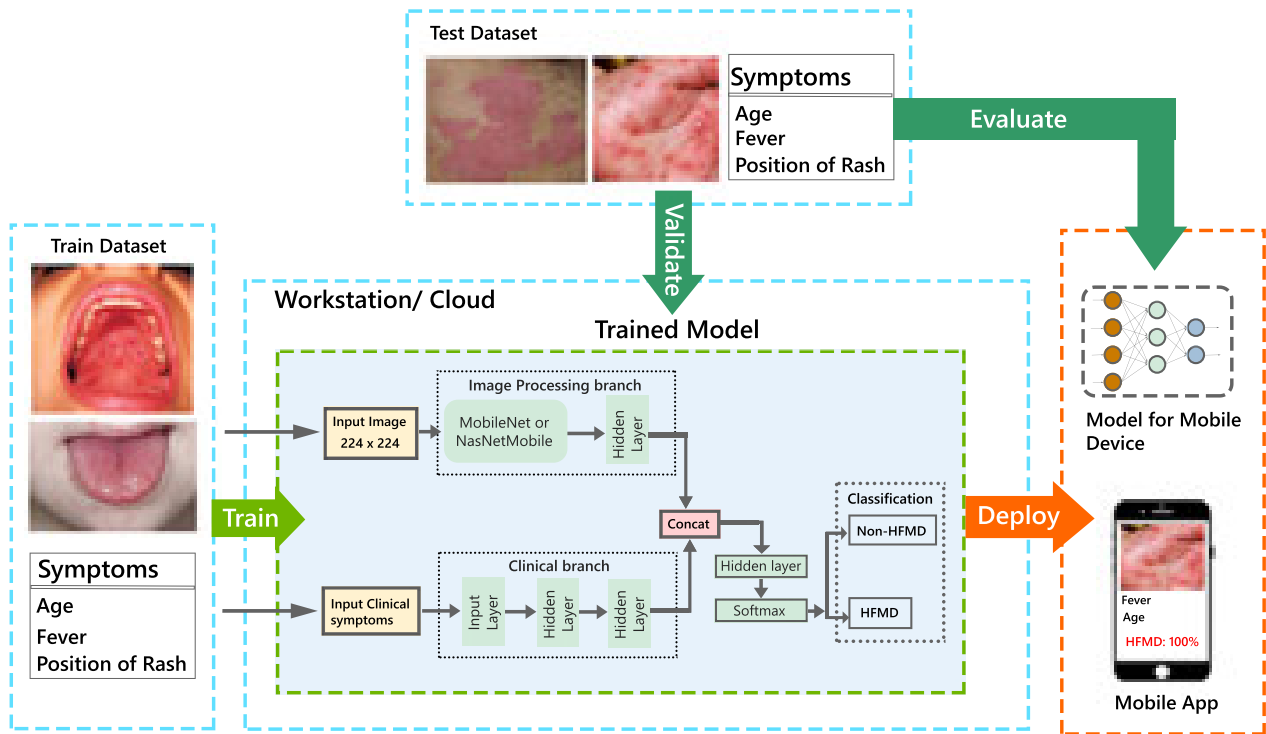 Test Dataset
Symptoms
Age
Fever
Position of Rash
Evaluate
Validate
Train Dataset
Symptoms
Age
Fever
Position of Rash
Train
Workstation/ Cloud
Trained Model
Image Processing branch
Input Image
224 x 224
MobileNet or
NasNetMobile
Hidden
Layer
Concat
Clinical branch
Input Clinical
symptoms
Input
Layer
Hidden
Layer
Hidden
Layer
Hidden layer
Softmax
Classification
Non-HFMD
HFMD
Deploy
Model for Mobile
Device
Fever
Age
HFMD: 100%
Mobile App